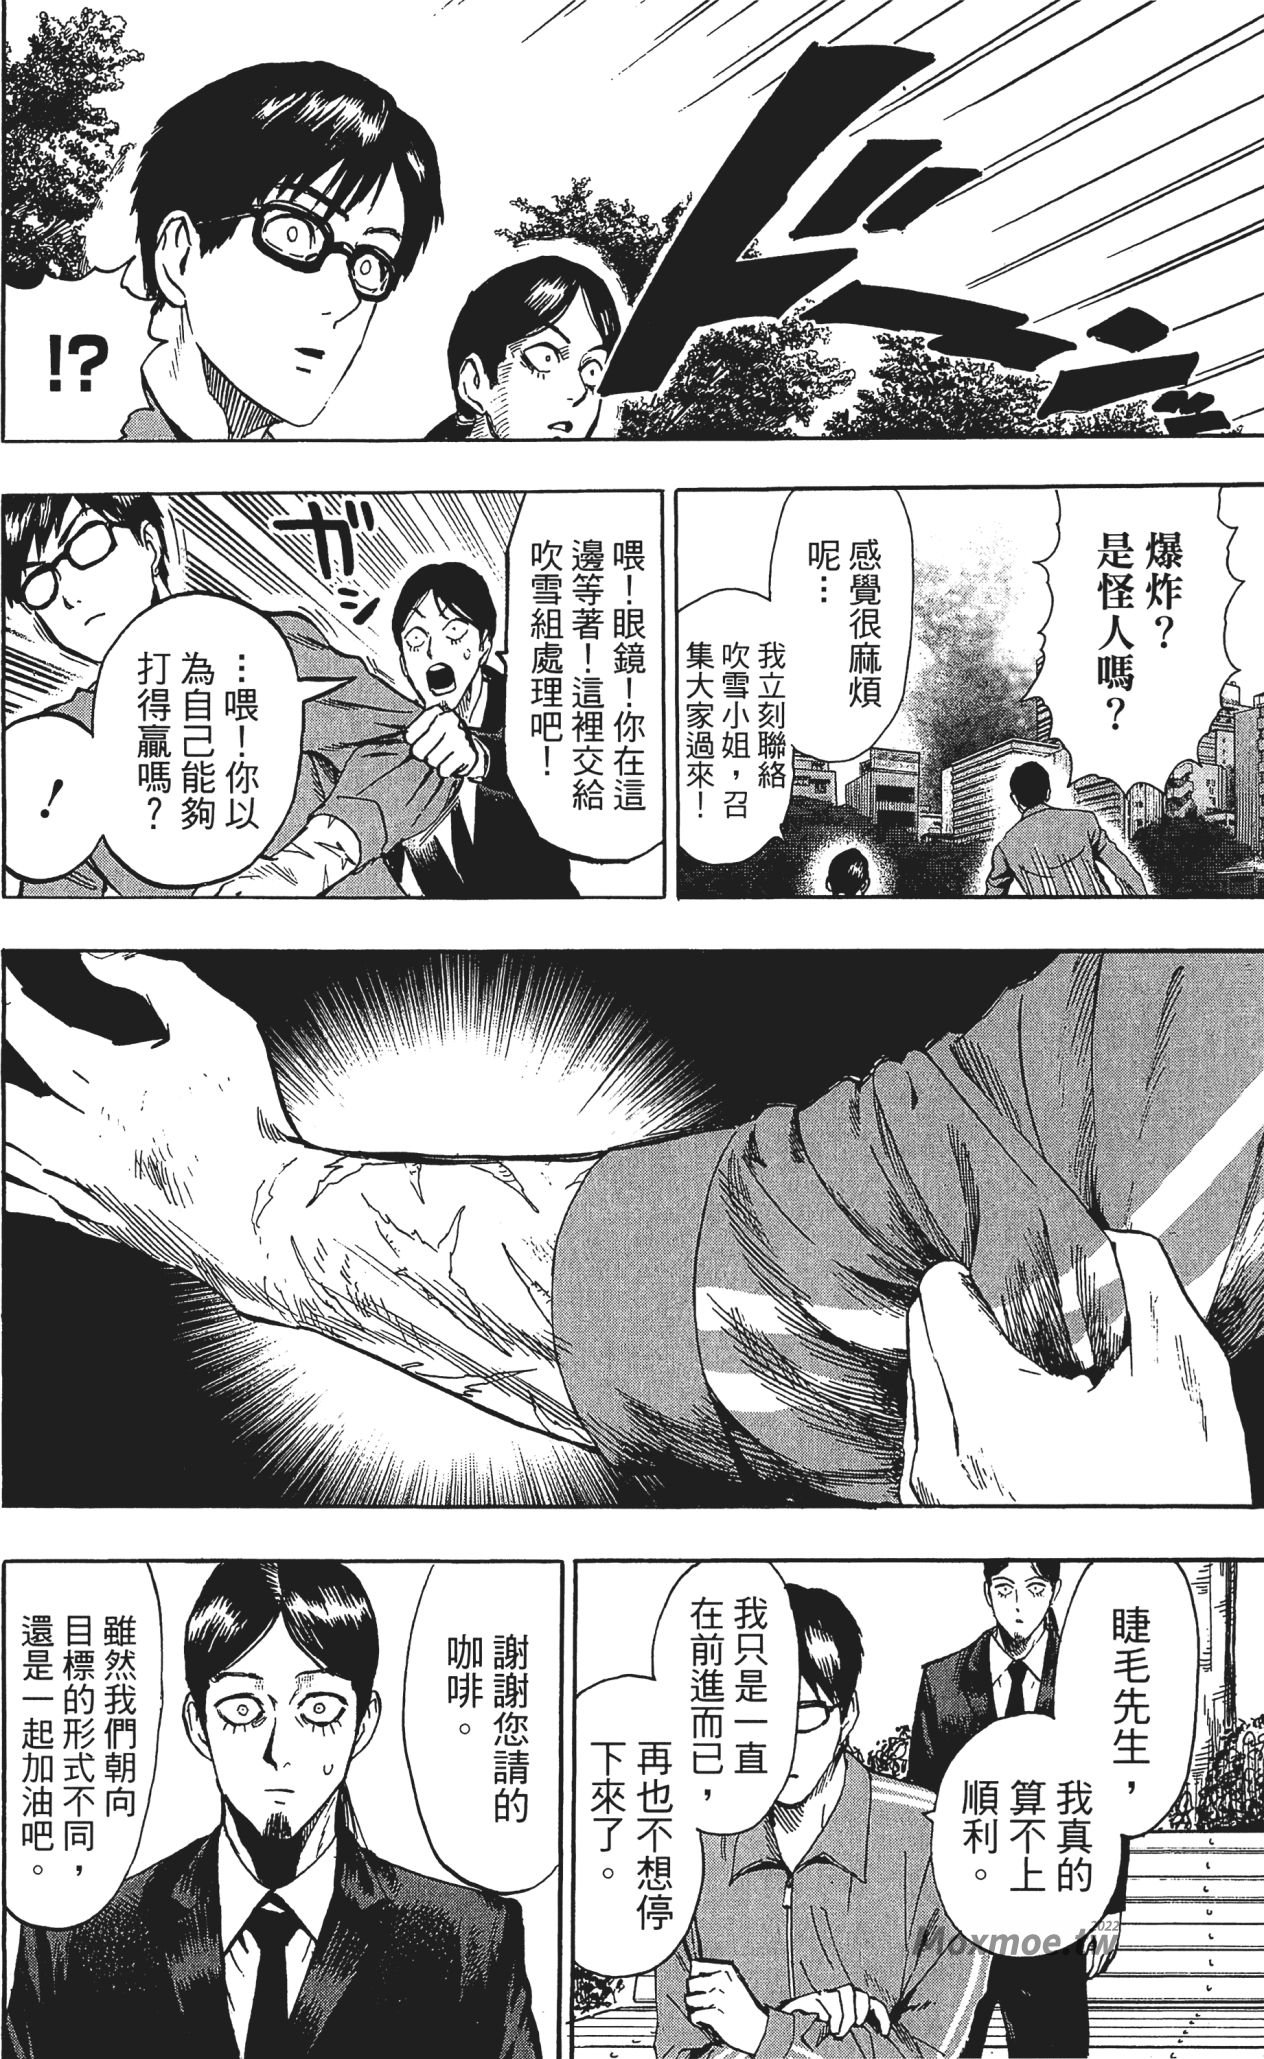 ドーン
!?
爆炸？
是怪人嗎？
感覺很麻煩
呢…
我立刻聯絡
吹雪小姐，召
集大家過來！
喂！眼鏡！你在這
邊等著！這裡交給
吹雪組處理吧！
ガシ
…喂！你以
為自己能夠
打得贏嗎？
！
睫毛先生，
我真的
算不上
順利。
我只是一直
在前進而已，
再也不想停
下來了。
謝謝您請的
咖啡。
雖然我們朝向
目標的形式不同，
還是一起加油吧。
2022
Moxmoe.tw